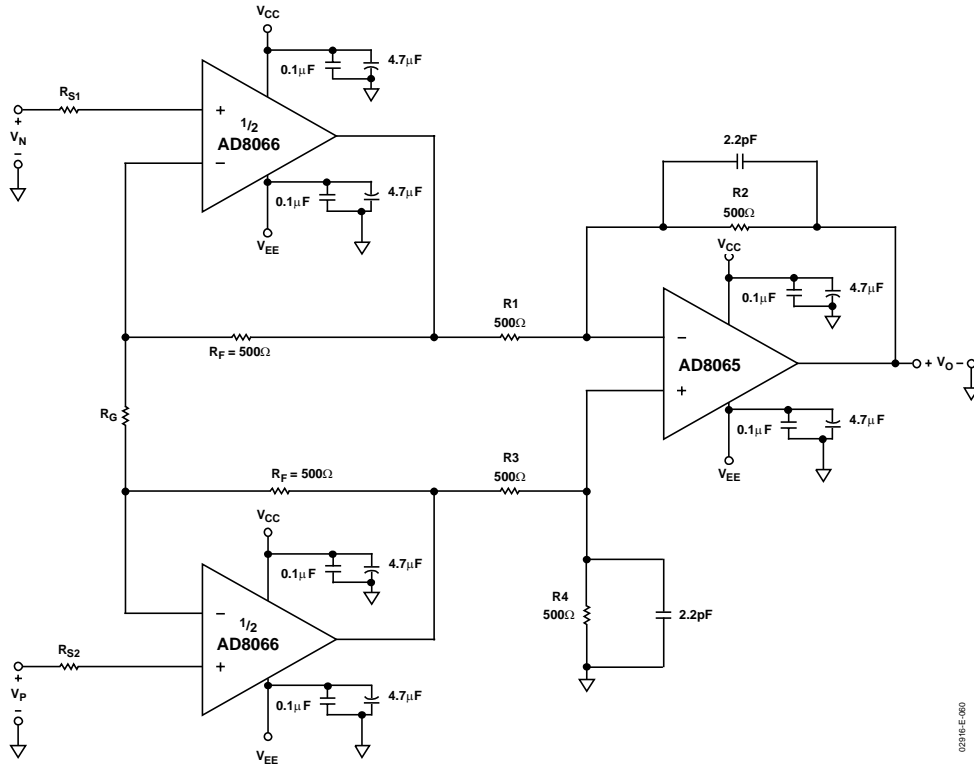 VCC
4.7μF
0.1μF
RS1
+
VN
−
+
1/2
AD8066
−
4.7μF
0.1μF
VEE
2.2pF
R2
500Ω
VCC
4.7μF
0.1μF
R1
500Ω
RF = 500Ω
−
AD8065
+
+ VO −
RG
4.7μF
0.1μF
VEE
R3
500Ω
RF = 500Ω
VCC
4.7μF
0.1μF
R4
500Ω
2.2pF
−
1/2
AD8066
+
RS2
+
VP
−
4.7μF
0.1μF
VEE
02916-E-060